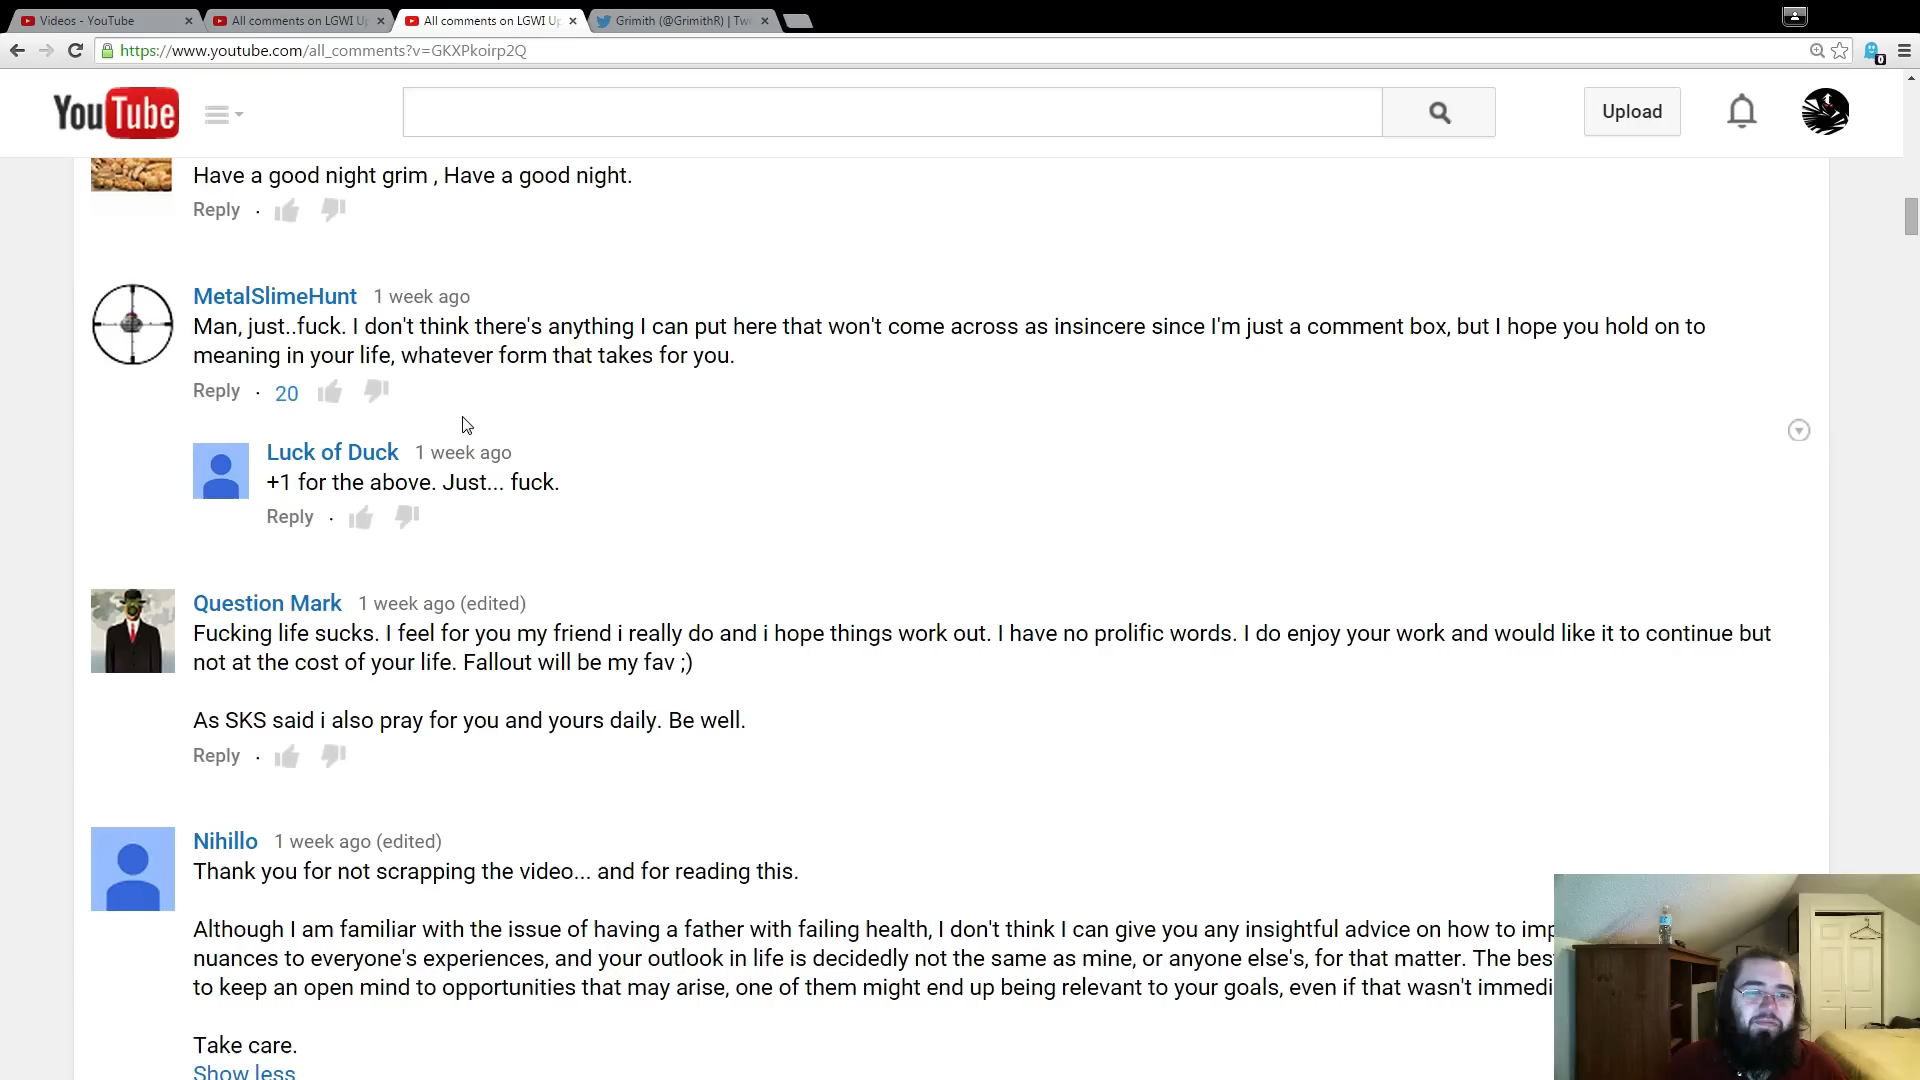 Videos - YouTube
All comments on LGWI Up
All comments on LGWI Up
Grimith (@GrimithR) | Twi
https://www.youtube.com/all_comments?v=GKXPkoirp2Q
0
YouTube
Upload
Have a good night grim , Have a good night.
Reply ·
MetalSlimeHunt 1 week ago
Man, just..fuck. I don't think there's anything I can put here that won't come across as insincere since I'm just a comment box, but I hope you hold on to
meaning in your life, whatever form that takes for you.
Reply · 20
Luck of Duck 1 week ago
+1 for the above. Just... fuck.
Reply ·
Question Mark 1 week ago (edited)
Fucking life sucks. I feel for you my friend i really do and i hope things work out. I have no prolific words. I do enjoy your work and would like it to continue but
not at the cost of your life. Fallout will be my fav ;)
As SKS said i also pray for you and yours daily. Be well.
Reply ·
Nihillo 1 week ago (edited)
Thank you for not scrapping the video... and for reading this.
Although I am familiar with the issue of having a father with failing health, I don't think I can give you any insightful advice on how to imp
nuances to everyone's experiences, and your outlook in life is decidedly not the same as mine, or anyone else's, for that matter. The bes
to keep an open mind to opportunities that may arise, one of them might end up being relevant to your goals, even if that wasn't immedi
Take care.
Show less